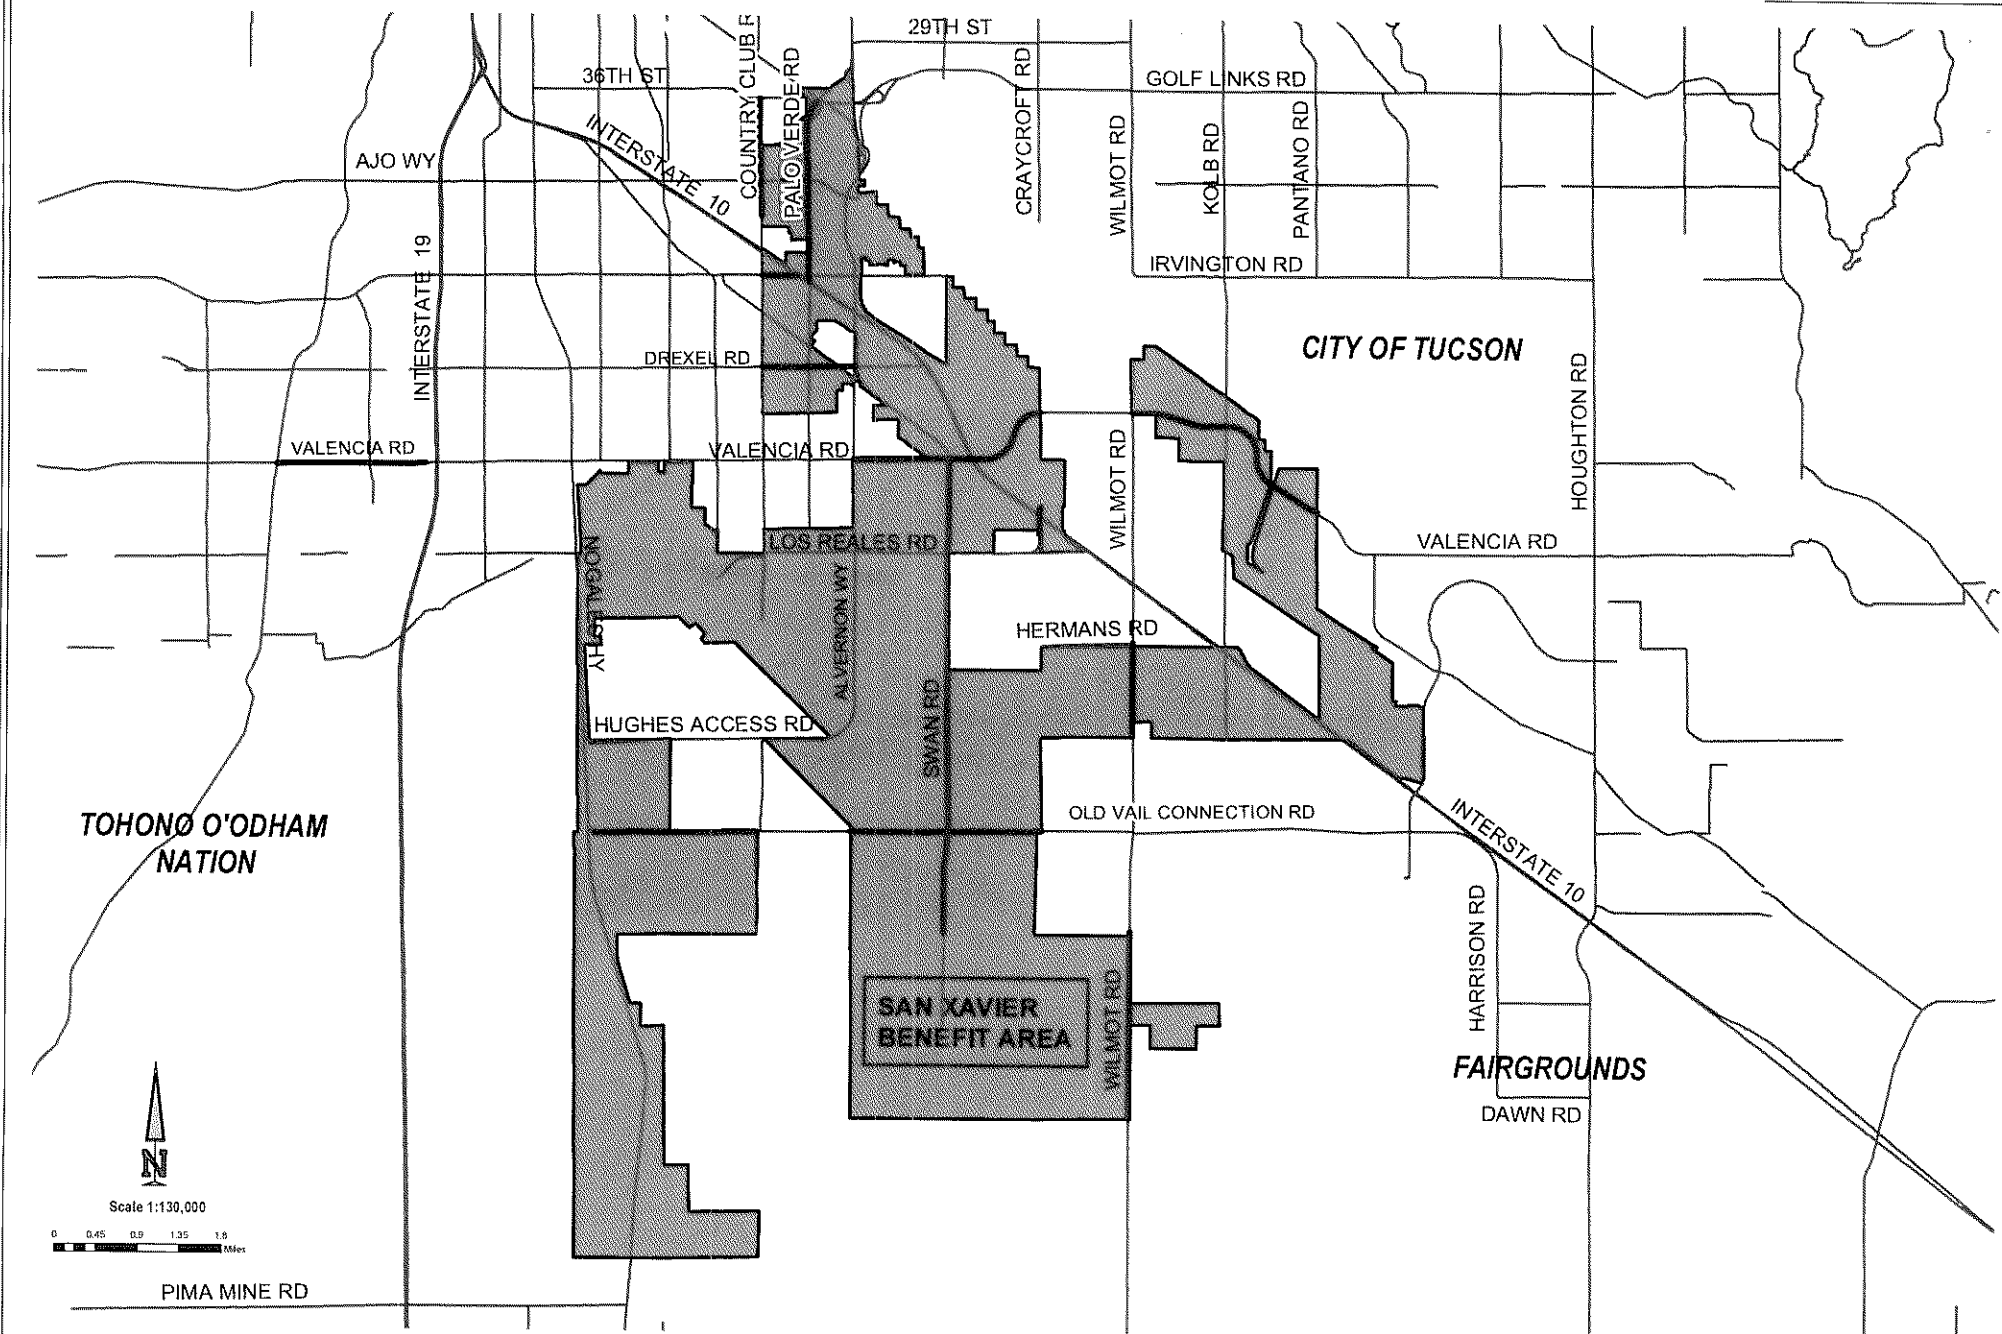 29TH ST
COUNTRY CLUB R
36TH ST
PALO VERDE RD
CRAYCROFT RD
GOLF LINKS RD
INTERSTATE 10
AJO WY
WILMOT RD
KOLB RD
PANTANO RD
INTERSTATE 19
IRVINGTON RD
CITY OF TUCSON
DREXEL RD
HOUGHTON RD
VALENCIA RD
VALENCIA RD
WILMOT RD
LOS REALES RD
VALENCIA RD
NOGALES HY
ALVERNON WY
HERMANS RD
SWAN RD
HUGHES ACCESS RD
TOHONO O'ODHAM
NATION
OLD VAIL CONNECTION RD
INTERSTATE 10
HARRISON RD
SAN XAVIER
BENEFIT AREA
WILMOT RD
FAIRGROUNDS
DAWN RD
N
Scale 1:130,000
0 0.45 0.9 1.35 1.8
Miles
PIMA MINE RD